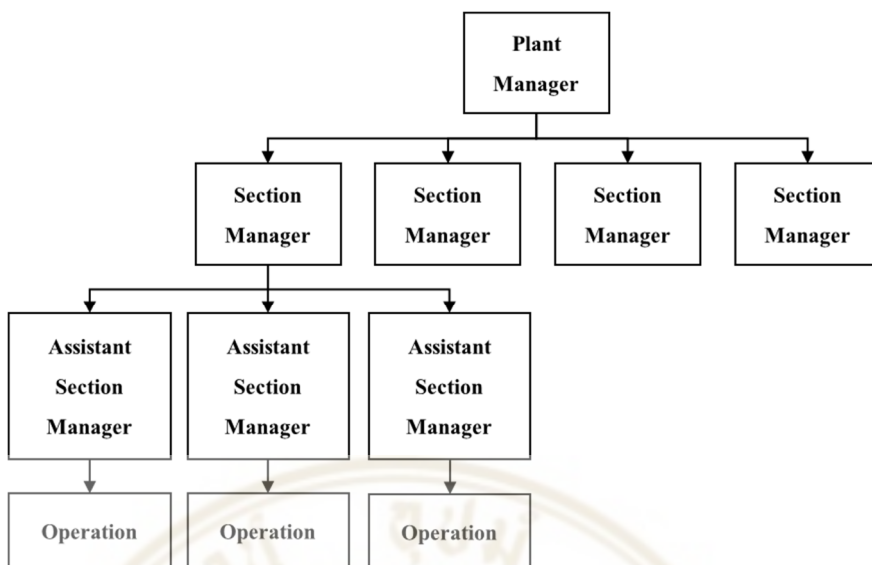 Plant
Manager
Section
Manager
Section
Manager
Section
Manager
Section
Manager
Assistant
Section
Manager
Assistant
Section
Manager
Assistant
Section
Manager
Operation
Operation
Operation